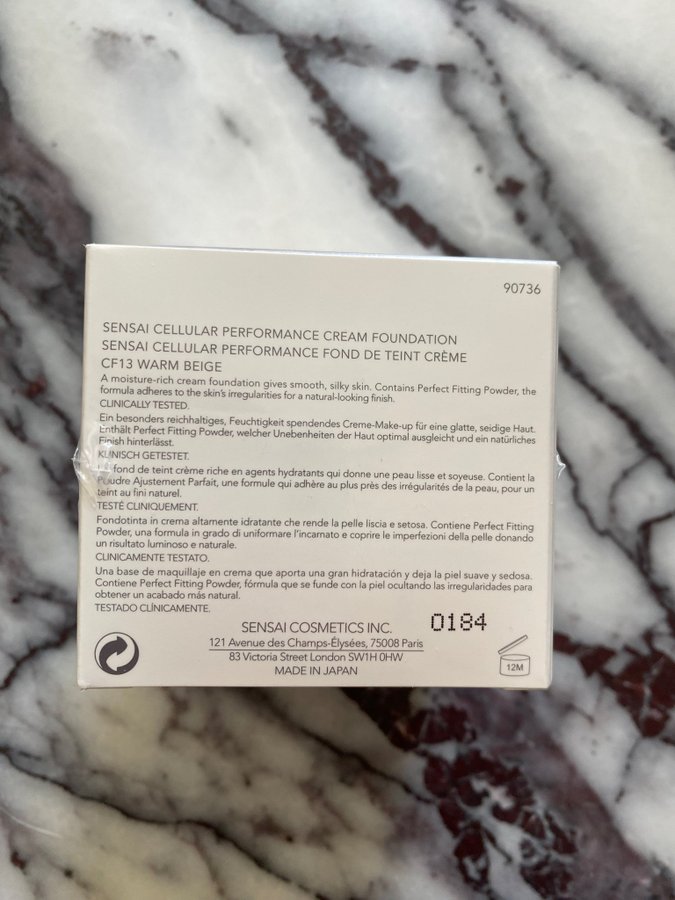 90736
SENSAI CELLULAR PERFORMANCE CREAM FOUNDATION
SENSAI CELLULAR PERFORMANCE FOND DE TEINT CRÈME
CF13 WARM BEIGE
A moisture-rich cream foundation gives smooth, silky skin. Contains Perfect Fitting Powder, the
formula adheres to the skin's irregularities for a natural-looking finish.
CLINICALLY TESTED.
Ein besonders reichhaltiges, Feuchtigkeit spendendes Creme-Make-up für eine glatte, seidige Haut.
Enthält Perfect Fitting Powder, welcher Unebenheiten der Haut optimal ausgleicht und ein natürliches
Finish hinterlässt.
KLINISCH GETESTET.
fond de teint crème riche en agents hydratants qui donne une peau lisse et soyeuse. Contient la
Poudre Ajustement Parfait, une formule qui adhère au plus près des irrégularités de la peau, pour un
teint au fini naturel.
TESTÉ CLINIQUEMENT.
Fondotinta in crema altamente idratante che rende la pelle liscia e setosa. Contiene Perfect Fitting
Powder, una formula in grado di uniformare l'incarnato e coprire le imperfezioni della pelle donando
un risultato luminoso e naturale.
CLINICAMENTE TESTATO.
Una base de maquillaje en crema que aporta una gran hidratación y deja la piel suave y sedosa.
Contiene Perfect Fitting Powder, fórmula que se funde con la piel ocultando las irregularidades para
obtener un acabado más natural.
TESTADO CLÍNICAMENTE.
SENSAI COSMETICS INC.
0184
121 Avenue des Champs-Élysées, 75008 Paris
83 Victoria Street London SW1H 0HW
MADE IN JAPAN
12M